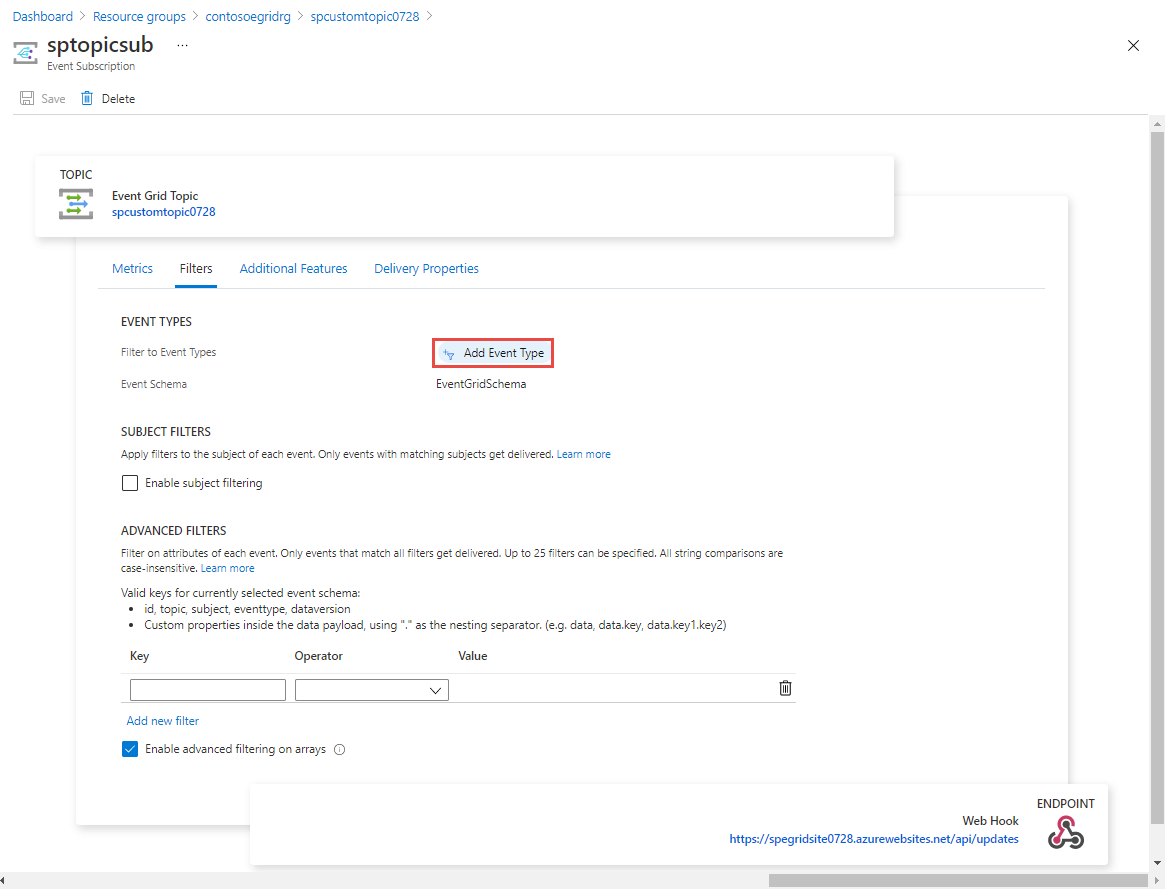 Dashboard > Resource groups > contosoegridrg > spcustomtopic0728 >
sptopicsub ...
Event Subscription
Save Delete
TOPIC
Event Grid Topic
spcustomtopic0728
Metrics Filters Additional Features Delivery Properties
EVENT TYPES
Filter to Event Types Add Event Type
Event Schema EventGridSchema
SUBJECT FILTERS
Apply filters to the subject of each event. Only events with matching subjects get delivered. Learn more
Enable subject filtering
ADVANCED FILTERS
Filter on attributes of each event. Only events that match all filters get delivered. Up to 25 filters can be specified. All string comparisons are
case-insensitive. Learn more
Valid keys for currently selected event schema:
• id, topic, subject, eventtype, dataversion
• Custom properties inside the data payload, using "." as the nesting separator. (e.g. data, data.key, data.key1.key2)
Key Operator Value
Add new filter
Enable advanced filtering on arrays
ENDPOINT
Web Hook
https://spegridsite0728.azurewebsites.net/api/updates